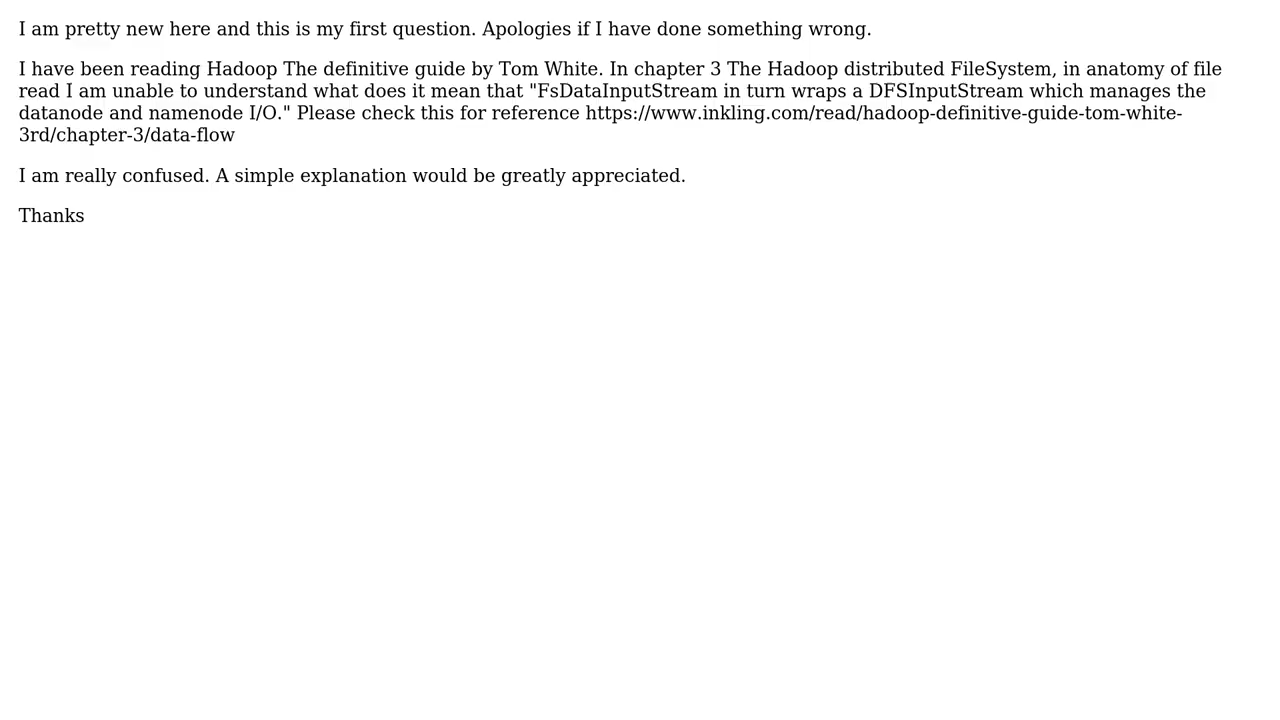 I am pretty new here and this is my first question. Apologies if I have done something wrong.
I have been reading Hadoop The definitive guide by Tom White. In chapter 3 The Hadoop distributed FileSystem, in anatomy of file
read I am unable to understand what does it mean that "FsDataInputStream in turn wraps a DFSInputStream which manages the
datanode and namenode I/O." Please check this for reference https://www.inkling.com/read/hadoop-definitive-guide-tom-white-
3rd/chapter-3/data-flow
I am really confused. A simple explanation would be greatly appreciated.
Thanks